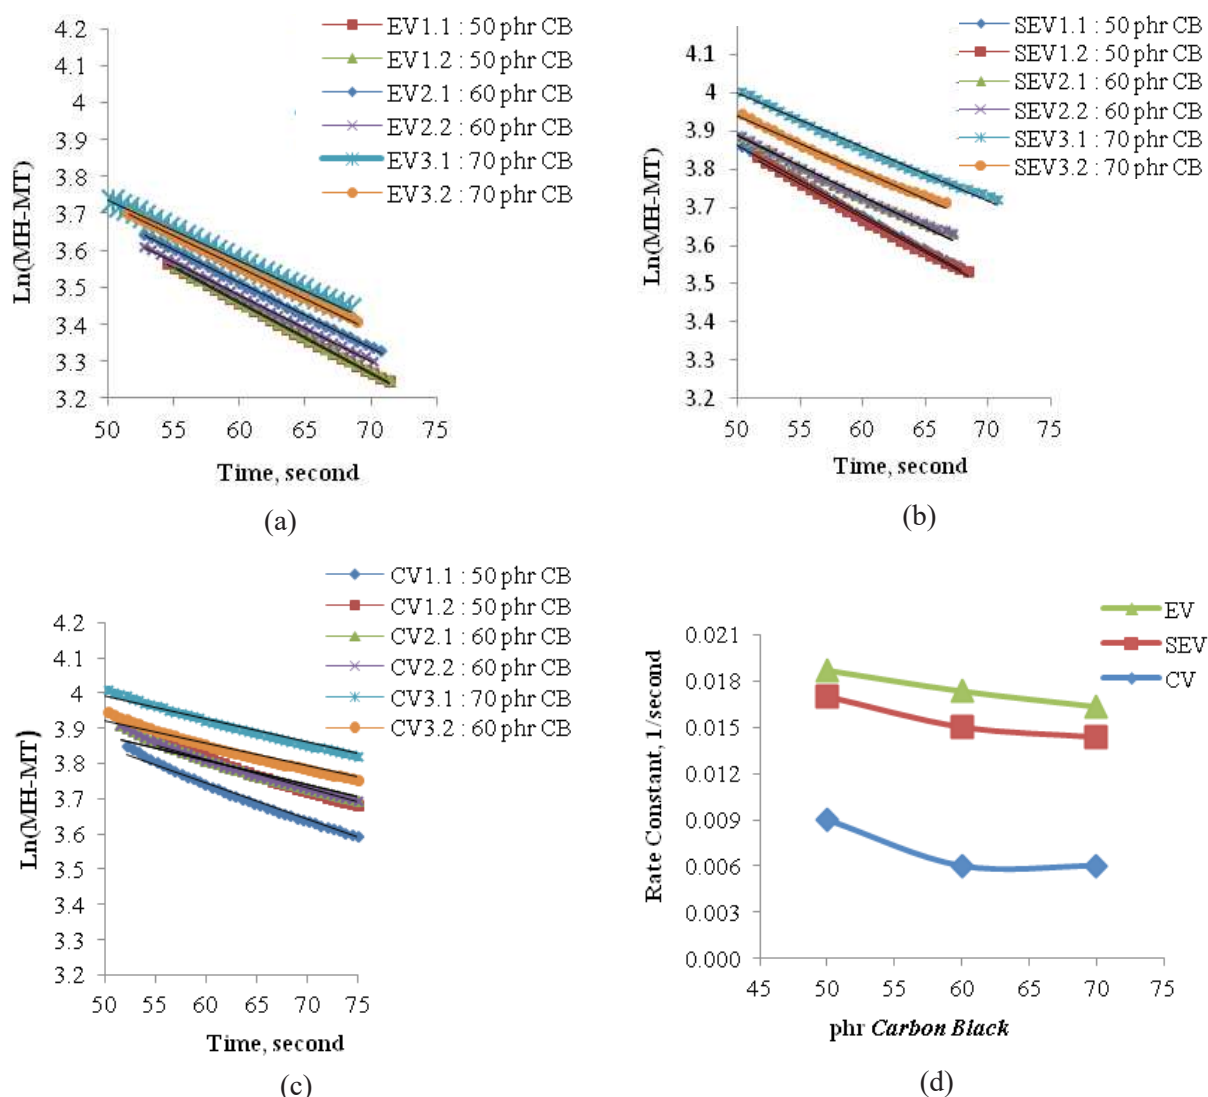 4.2
4.1
4
3.9
3.8
3.7
3.6
3.5
3.4
3.3
3.2
Ln(MH-MT)
50 55 60 65 70 75
Time, second
EV1.1 : 50 phr CB
EV1.2 : 50 phr CB
EV2.1 : 60 phr CB
EV2.2 : 60 phr CB
EV3.1 : 70 phr CB
EV3.2 : 70 phr CB
(a)
4.1
4
3.9
3.8
3.7
3.6
3.5
3.4
3.3
3.2
Ln(MH-MT)
50 55 60 65 70 75
Time, second
SEV1.1 : 50 phr CB
SEV1.2 : 50 phr CB
SEV2.1 : 60 phr CB
SEV2.2 : 60 phr CB
SEV3.1 : 70 phr CB
SEV3.2 : 70 phr CB
(b)
4.2
4.1
4
3.9
3.8
3.7
3.6
3.5
3.4
3.3
3.2
Ln(MH-MT)
50 55 60 65 70 75
Time, second
CV1.1 : 50 phr CB
CV1.2 : 50 phr CB
CV2.1 : 60 phr CB
CV2.2 : 60 phr CB
CV3.1 : 70 phr CB
CV3.2 : 60 phr CB
(c)
0.021
0.018
0.015
0.012
0.009
0.006
0.003
0.000
Rate Constant, 1/second
45 50 55 60 65 70 75
phr Carbon Black
EV
SEV
CV
(d)